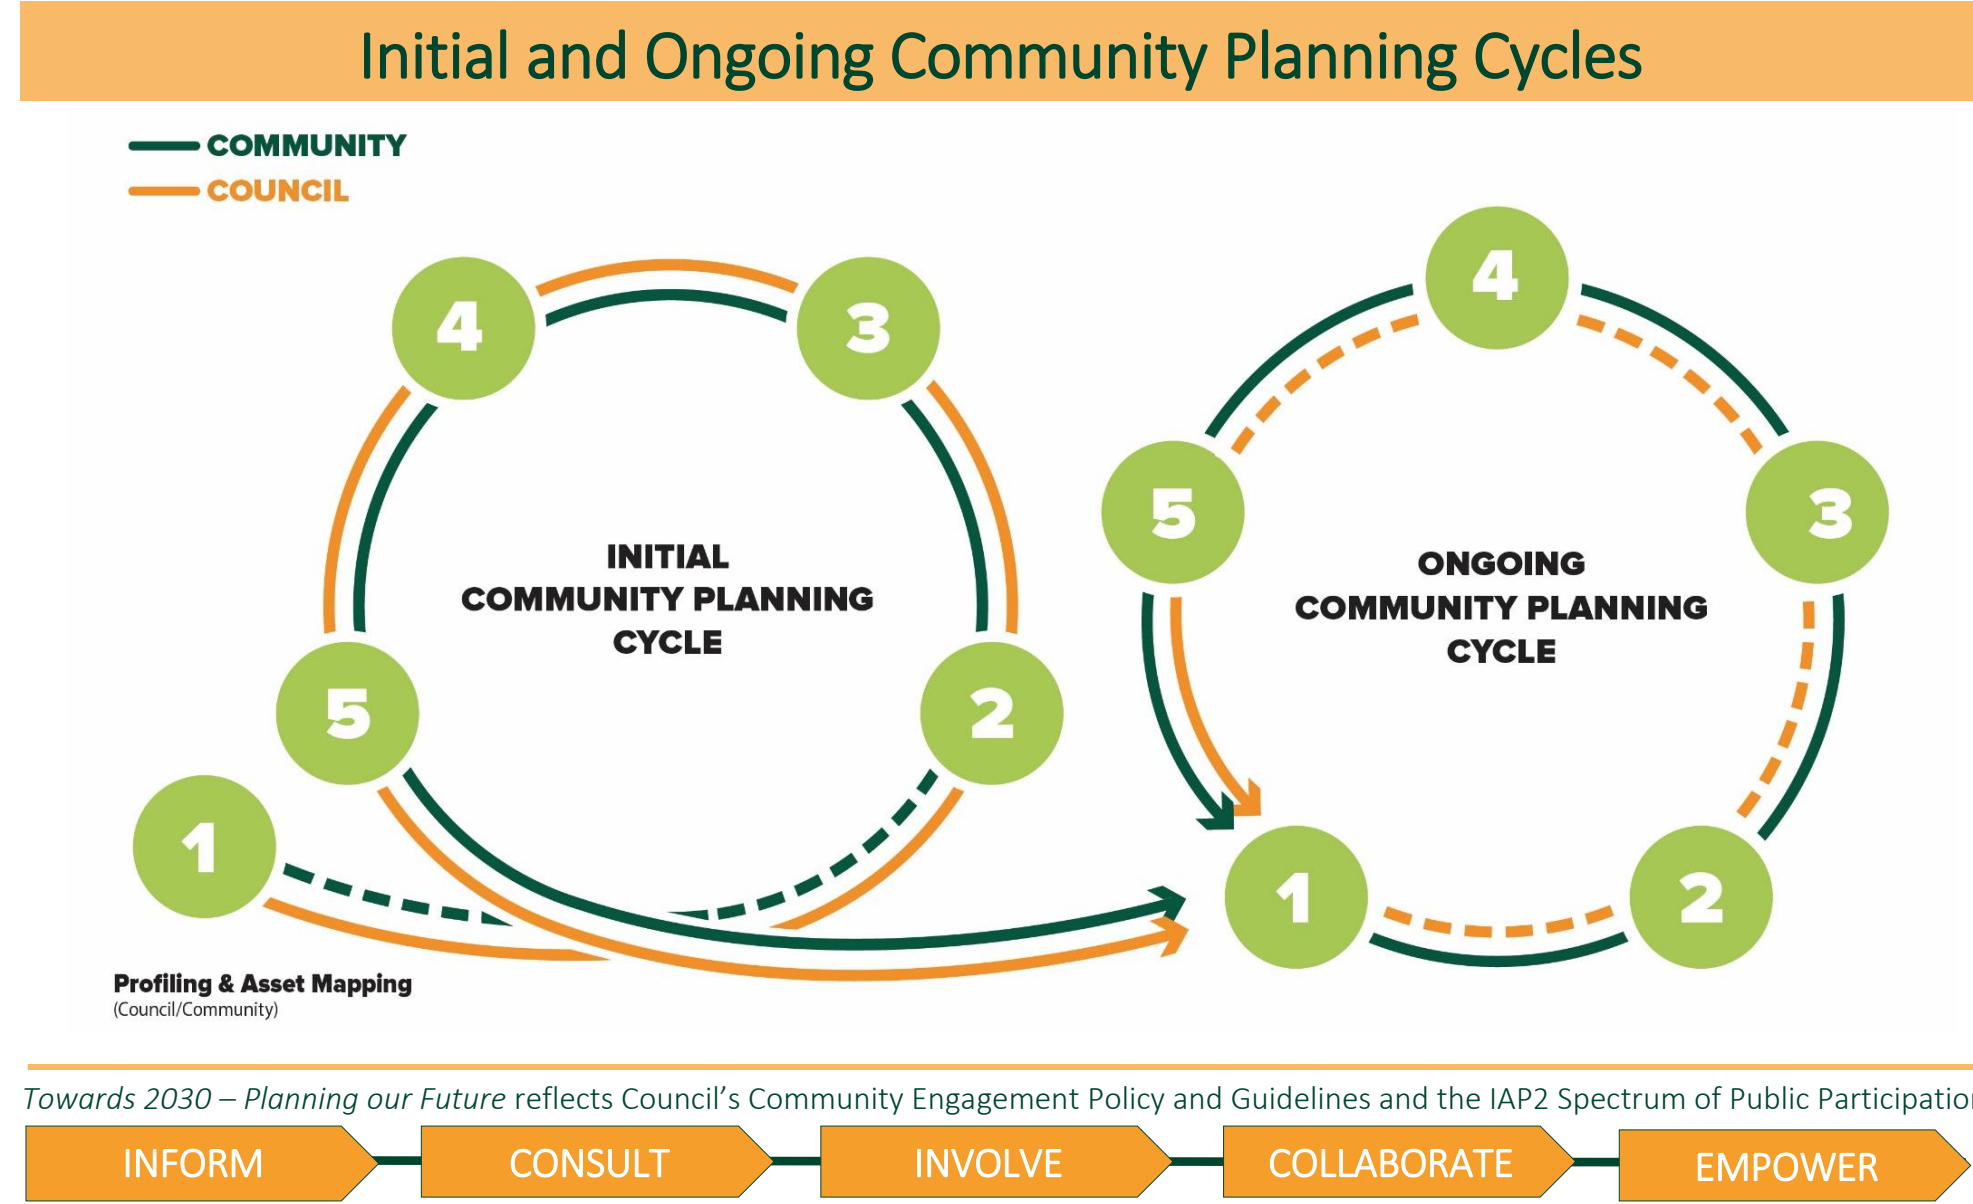 Initial and Ongoing Community Planning Cycles
COMMUNITY
COUNCIL
4
3
INITIAL
COMMUNITY PLANNING
CYCLE
5
2
1
Profiling & Asset Mapping
(Council/Community)
4
5
3
ONGOING
COMMUNITY PLANNING
CYCLE
1
2
Towards 2030 – Planning our Future reflects Council’s Community Engagement Policy and Guidelines and the IAP2 Spectrum of Public Participation
INFORM
CONSULT
INVOLVE
COLLABORATE
EMPOWER